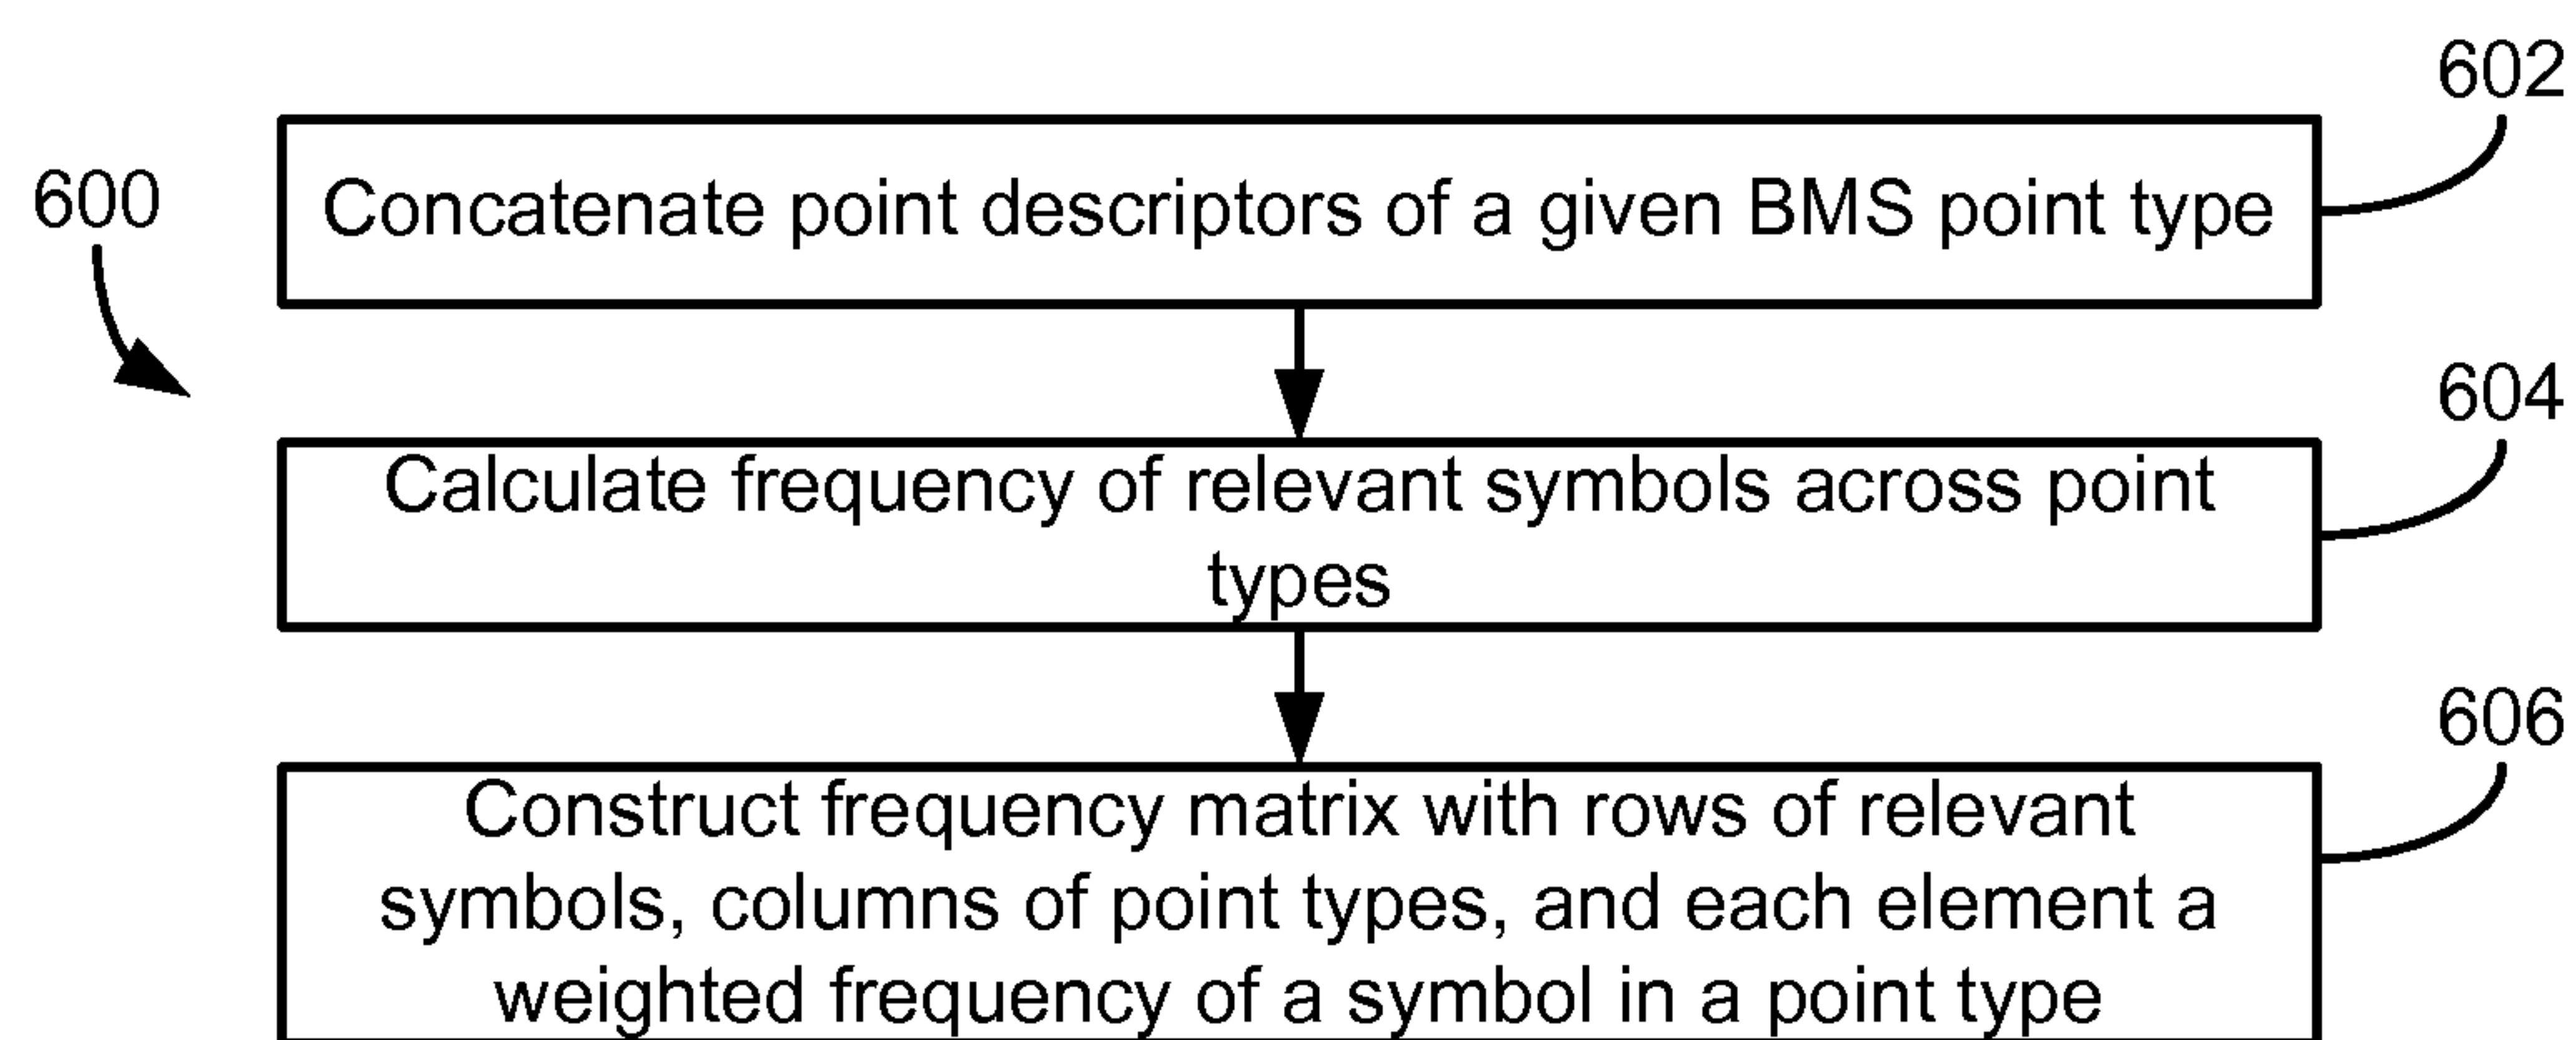 602
600
Concatenate point descriptors of a given BMS point type
604
Calculate frequency of relevant symbols across point
types
606
Construct frequency matrix with rows of relevant
symbols, columns of point types, and each element a
weighted frequency of a symbol in a point type